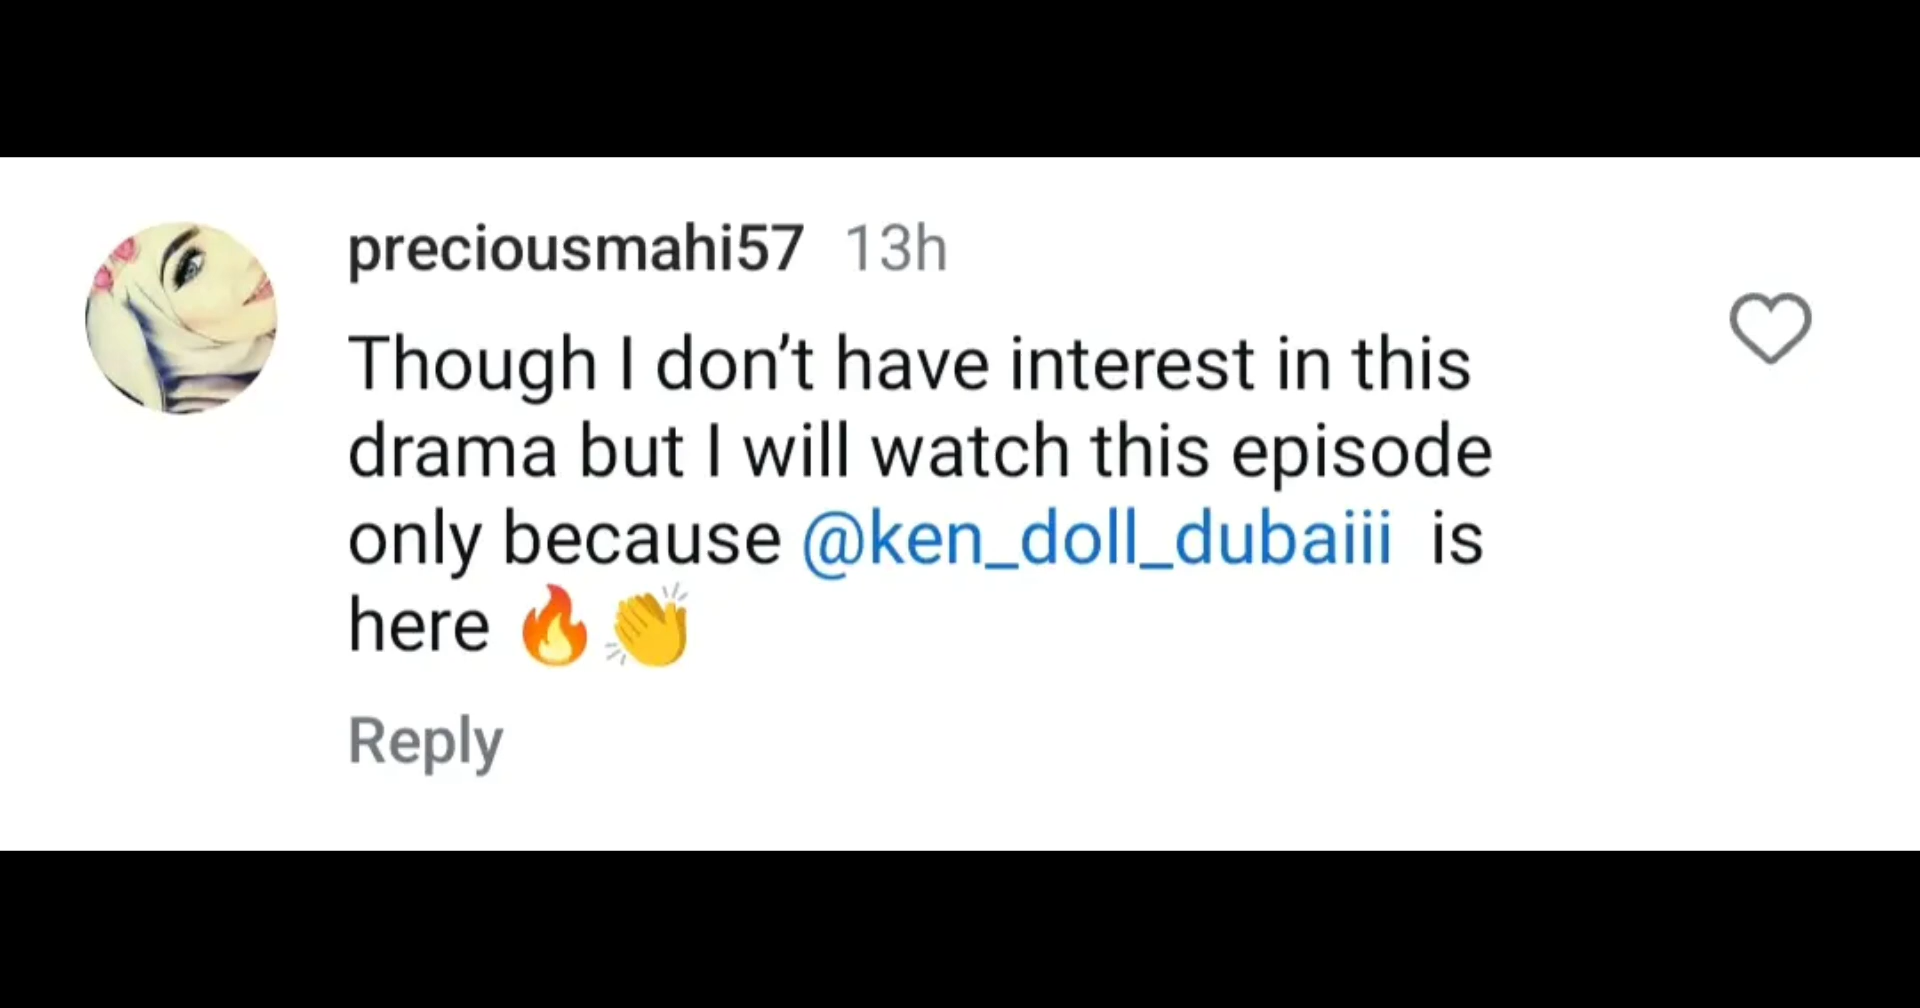 preciousmahi57 13h
Though I don’t have interest in this
drama but I will watch this episode
only because @ken_doll_dubaiii is
here 🔥👏
Reply